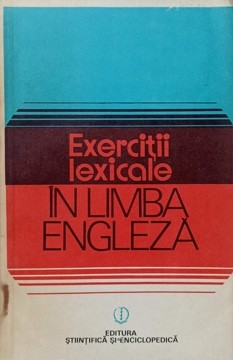 Exerciții
lexicale
ÎN LIMBA
ENGLEZĂ
EDITURA
ȘTIINȚIFICĂ ȘI ENCICLOPEDICĂ